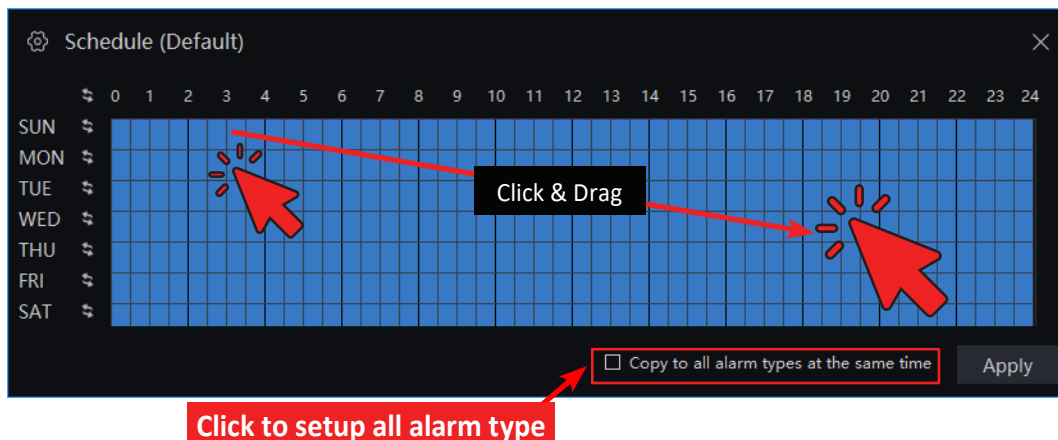 Schedule (Default)
0 1 2 3 4 5 6 7 8 9 10 11 12 13 14 15 16 17 18 19 20 21 22 23 24
SUN
MON
TUE
WED
THU
FRI
SAT
Click & Drag
Copy to all alarm types at the same time
Apply
Click to setup all alarm type